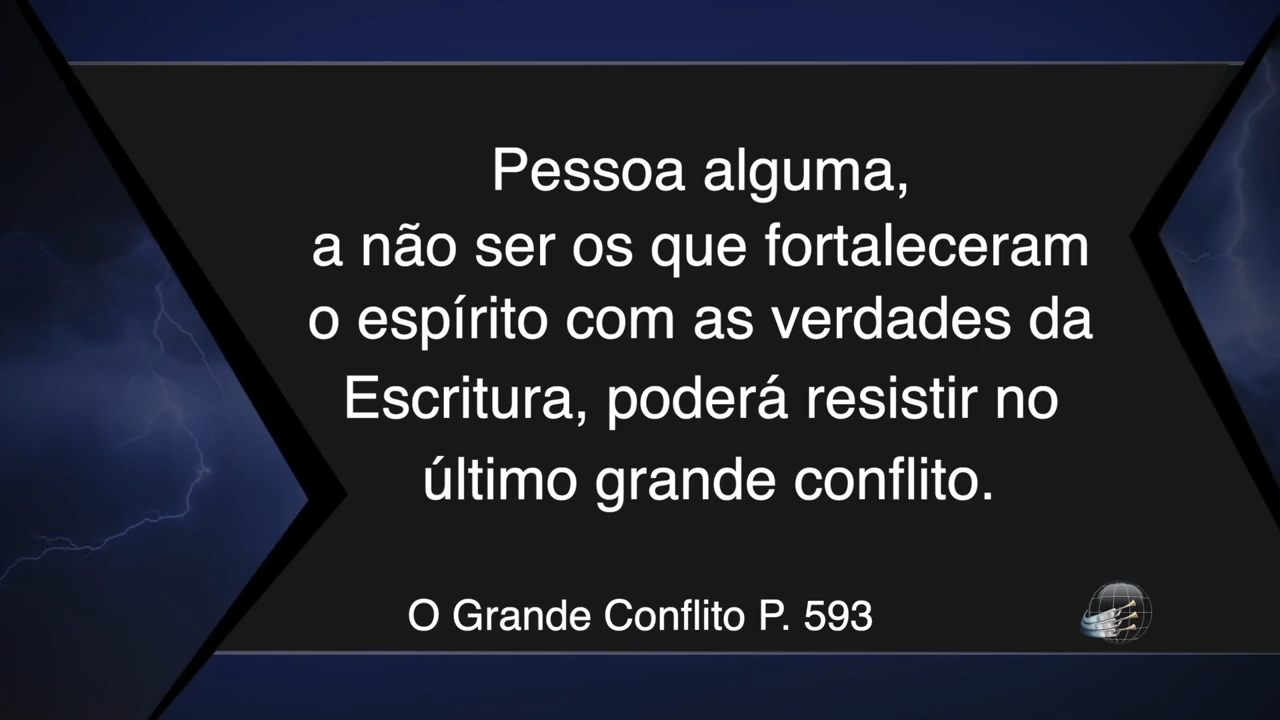 Pessoa alguma,
a não ser os que fortaleceram
o espírito com as verdades da
Escritura, poderá resistir no
último grande conflito.
O Grande Conflito P. 593